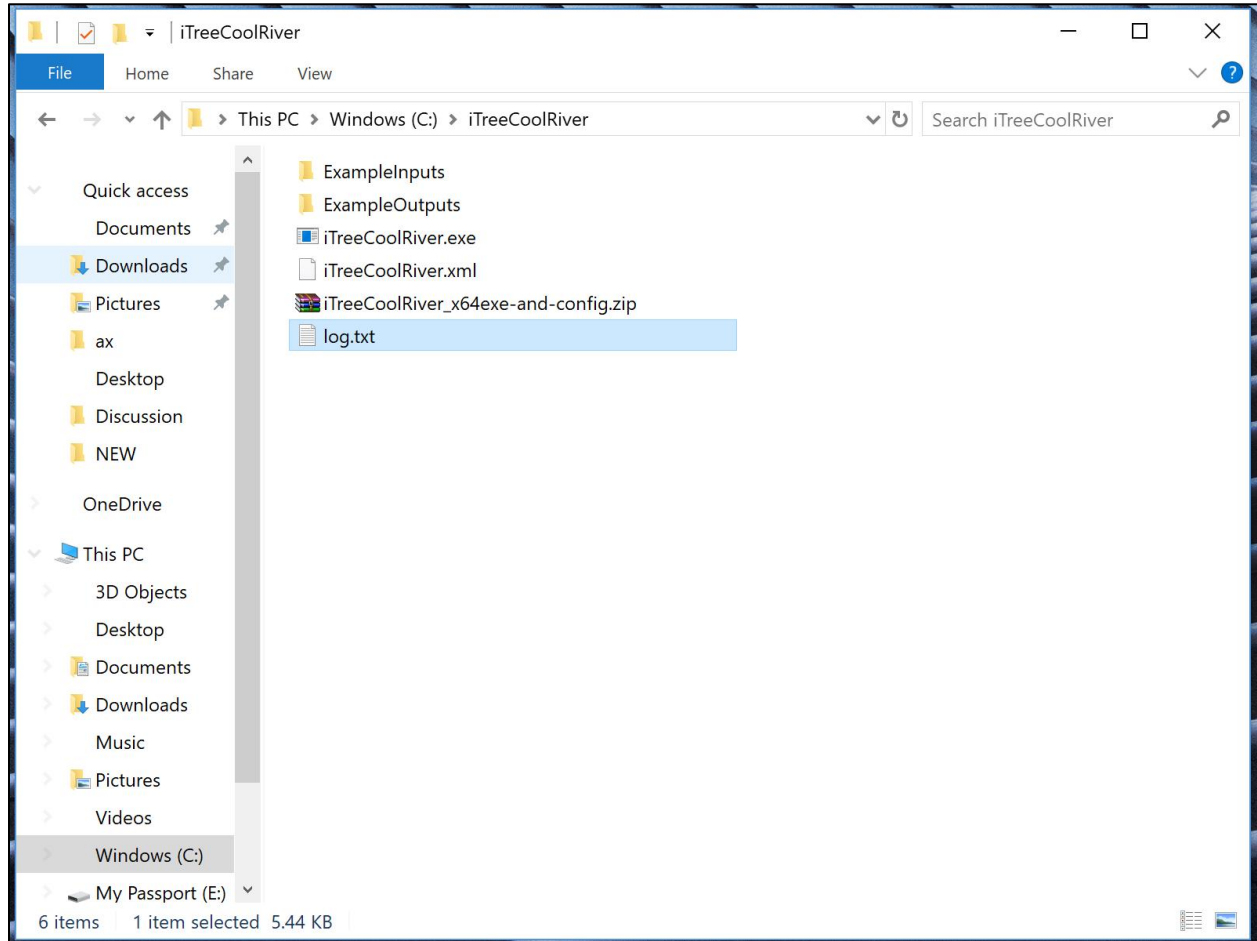 iTreeCoolRiver
File Home Share View
This PC > Windows (C:) > iTreeCoolRiver
Search iTreeCoolRiver
Quick access
Documents
Downloads
Pictures
ax
Desktop
Discussion
NEW
OneDrive
This PC
3D Objects
Desktop
Documents
Downloads
Music
Pictures
Videos
Windows (C:)
My Passport (E:)
ExampleInputs
ExampleOutputs
iTreeCoolRiver.exe
iTreeCoolRiver.xml
iTreeCoolRiver_x64exe-and-config.zip
log.txt
6 items 1 item selected 5.44 KB